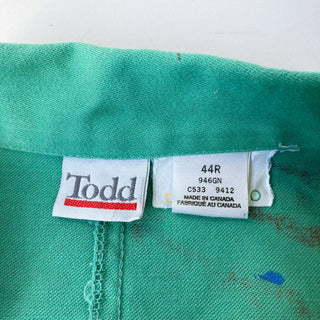 Todd
44R
946GN
C533 9412
MADE IN CANADA
FABRIQUÉ AU CANADA